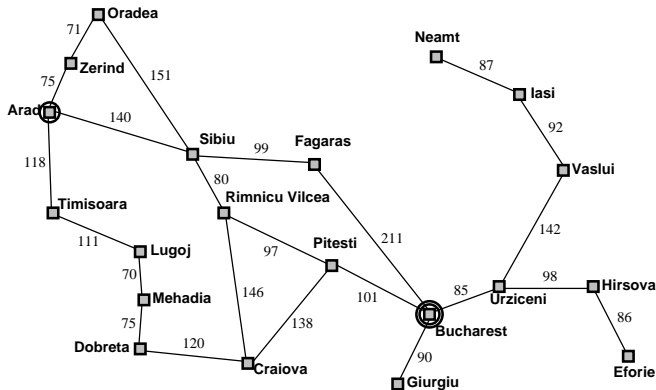 Oradea
71
Neamt
Zerind
87
151
75
Iasi
Arad
140
92
Sibiu
Fagaras
99
118
Vaslui
80
Rimnicu Vilcea
Timisoara
142
111
211
Lugoj
97
Pitesti
70
98
Hirsova
85
146
101
Urziceni
Mehadia
138
86
Bucharest
75
120
Dobreta
90
Craiova
Eforie
Giurgiu